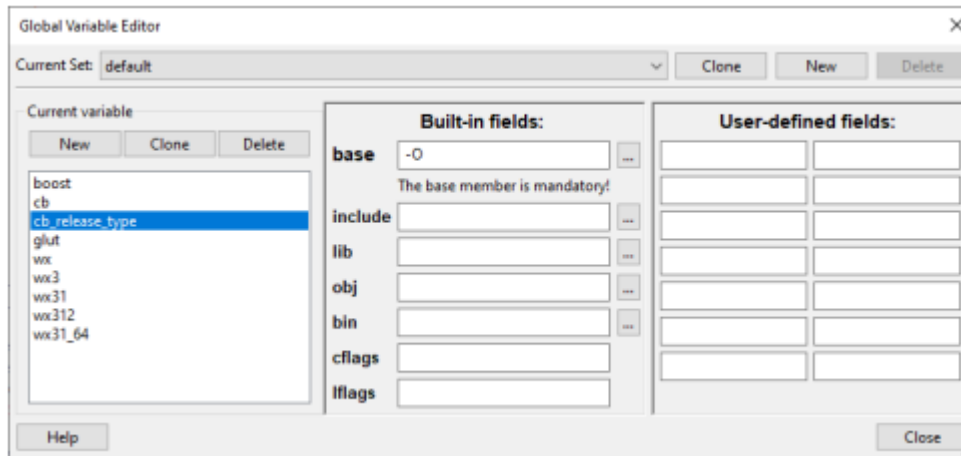 Global Variable Editor
Current Set: default
Clone
New
Delete
Current variable
New
Clone
Delete
boost
cb
cb_release_type
glut
wx
wx3
wx31
wx312
wx31_64
Built-in fields:
base -O ...
The base member is mandatory!
include ...
lib ...
obj ...
bin ...
cflags
lflags
User-defined fields:
Help
Close